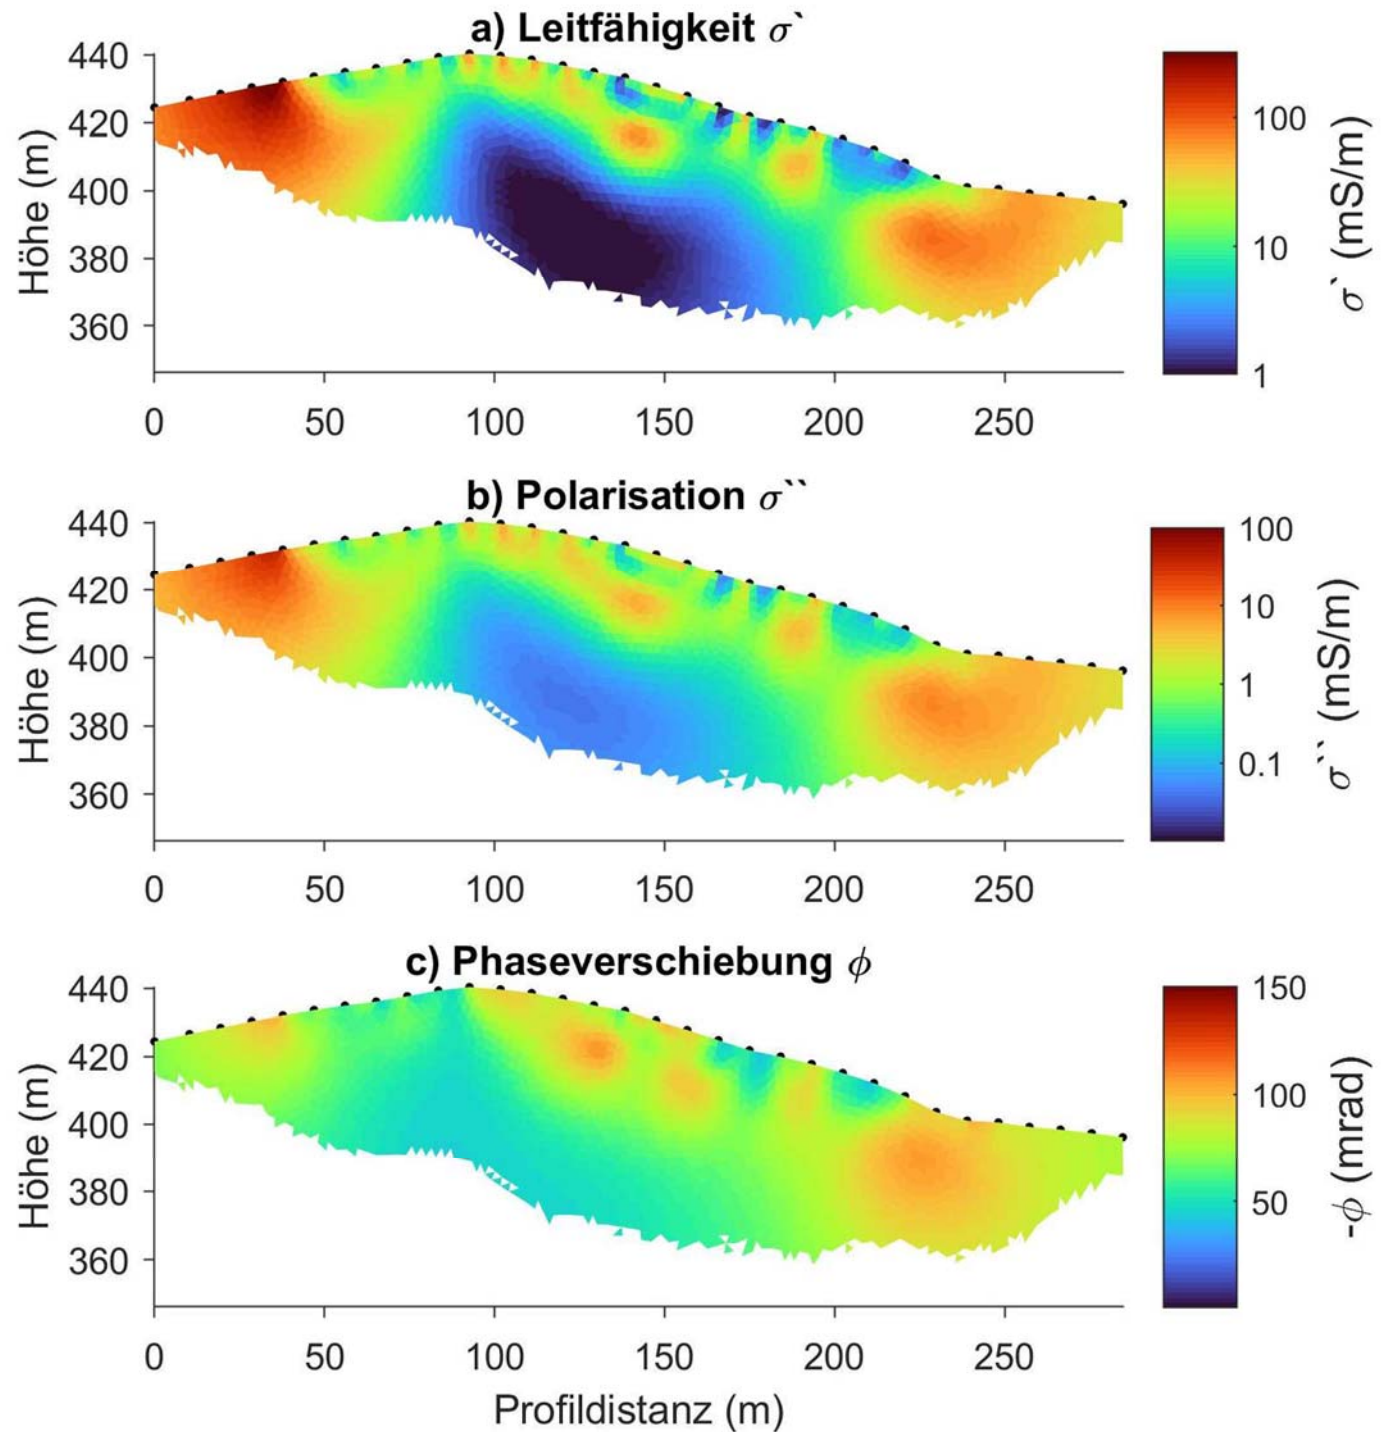 a) Leitfähigkeit σ`
440
420
400
380
360
Höhe (m)
0 50 100 150 200 250
100
10
1
σ` (mS/m)
b) Polarisation σ``
440
420
400
380
360
Höhe (m)
0 50 100 150 200 250
100
10
1
0.1
σ`` (mS/m)
c) Phaseverschiebung ϕ
440
420
400
380
360
Höhe (m)
0 50 100 150 200 250
Profildistanz (m)
150
100
50
-ϕ (mrad)